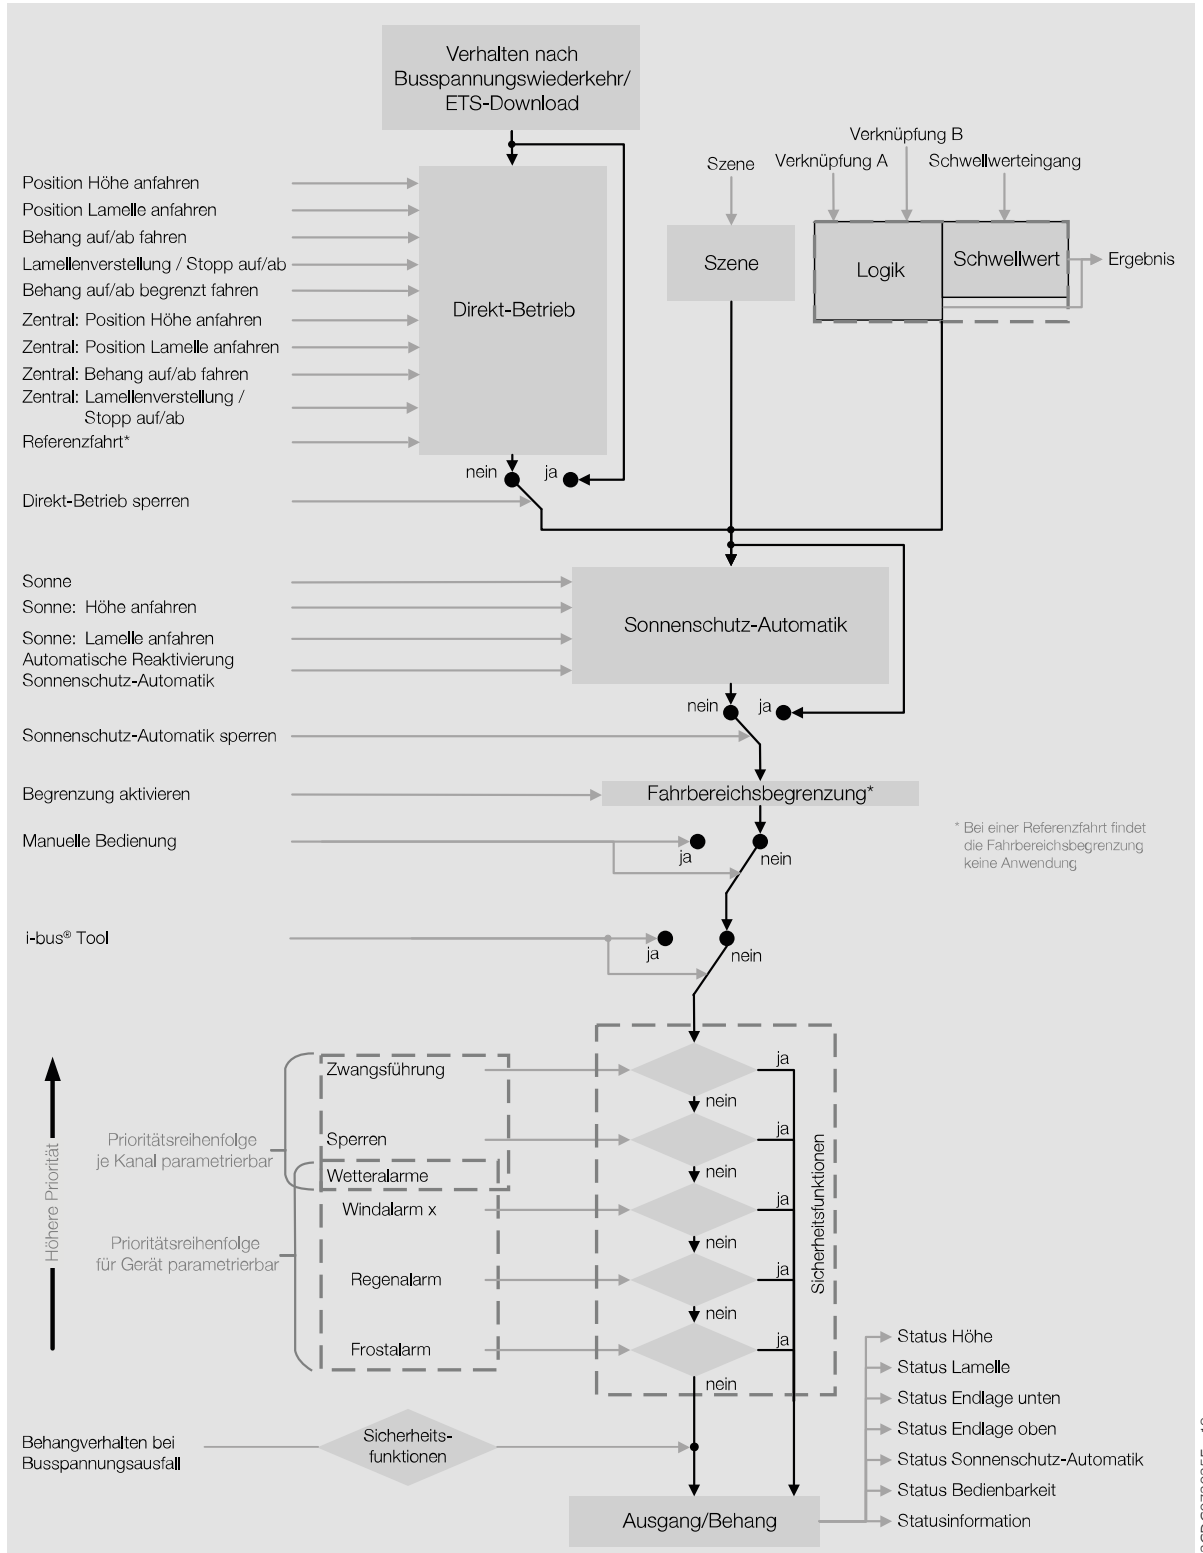 Verhalten nach
Busspannungswiederkehr/
ETS-Download
Verknüpfung B
Szene
Verknüpfung A
Schwellwerteingang
Position Höhe anfahren
Position Lamelle anfahren
Behang auf/ab fahren
Lamellenverstellung / Stopp auf/ab
Behang auf/ab begrenzt fahren
Zentral: Position Höhe anfahren
Zentral: Position Lamelle anfahren
Zentral: Behang auf/ab fahren
Zentral: Lamellenverstellung /
Stopp auf/ab
Referenzfahrt*
Direkt-Betrieb
Szene
Logik
Schwellwert
Ergebnis
nein
ja
Direkt-Betrieb sperren
Sonne
Sonne: Höhe anfahren
Sonne: Lamelle anfahren
Automatische Reaktivierung
Sonnenschutz-Automatik
Sonnenschutz-Automatik
nein
ja
Sonnenschutz-Automatik sperren
Begrenzung aktivieren
Fahrbereichsbegrenzung*
* Bei einer Referenzfahrt findet
die Fahrbereichsbegrenzung
keine Anwendung
Manuelle Bedienung
ja
nein
i-bus® Tool
ja
nein
Höhere Priorität
Prioritätsreihenfolge
je Kanal parametrierbar
Prioritätsreihenfolge
für Gerät parametrierbar
Zwangsführung
ja
nein
Sperren
ja
nein
Wetteralarme
Windalarm x
ja
nein
Regenalarm
ja
nein
Frostalarm
ja
nein
Sicherheitsfunktionen
Behangverhalten bei
Busspannungsausfall
Sicherheits-
funktionen
Ausgang/Behang
Status Höhe
Status Lamelle
Status Endlage unten
Status Endlage oben
Status Sonnenschutz-Automatik
Status Bedienbarkeit
Statusinformation